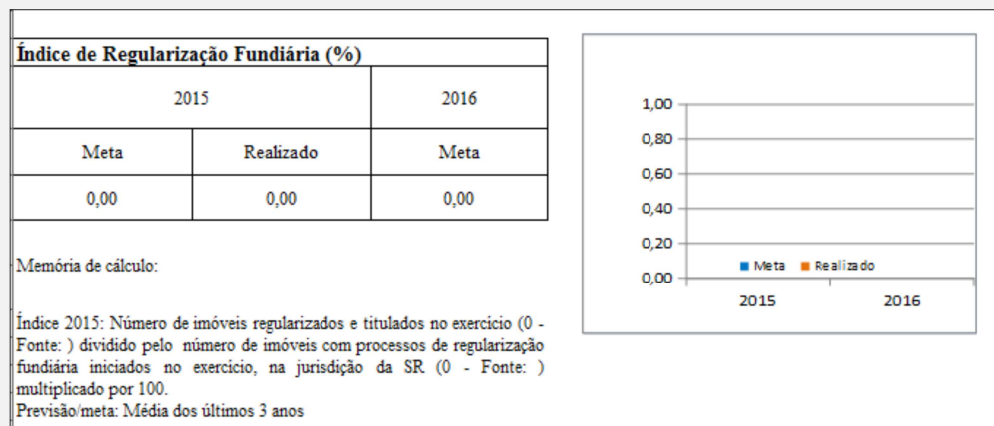 Índice de Regularização Fundiária (%)
2015 2016
Meta Realizado Meta
0,00 0,00 0,00
Memória de cálculo:
Índice 2015: Número de imóveis regularizados e titulados no exercício (0 -
Fonte: ) dividido pelo número de imóveis com processos de regularização
fundiária iniciados no exercício, na jurisdição da SR (0 - Fonte: )
multiplicado por 100.
Previsão/meta: Média dos últimos 3 anos
1,00
0,80
0,60
0,40
0,20
0,00
Meta Realizado
2015 2016